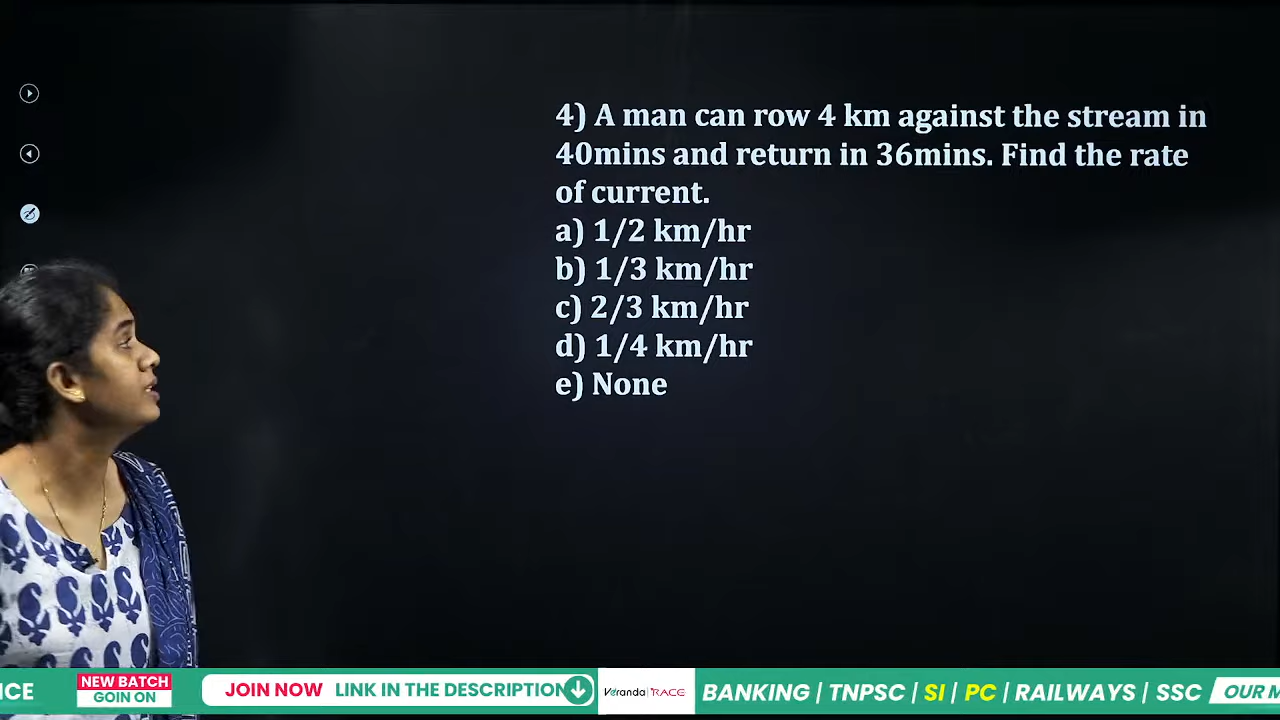 4) A man can row 4 km against the stream in
40mins and return in 36mins. Find the rate
of current.
a) 1/2 km/hr
b) 1/3 km/hr
c) 2/3 km/hr
d) 1/4 km/hr
e) None
NEW BATCH
GOIN ON
JOIN NOW LINK IN THE DESCRIPTION
Veranda RACE
BANKING | TNPSC | SI | PC | RAILWAYS | SSC
OUR